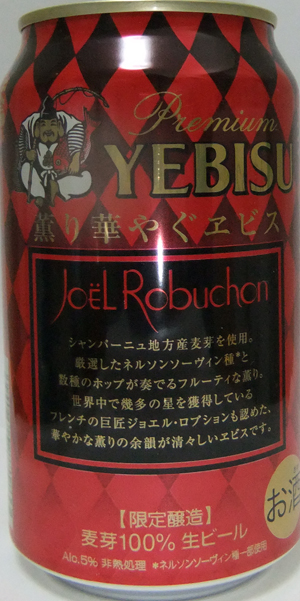 Premium
YEBISU
薫り華やぐヱビス
JoëL Robuchon
シャンパーニュ地方産麦芽を使用。
厳選したネルソンソーヴィン種*と
数種のホップが奏でるフルーティな薫り。
世界中で幾多の星を獲得している
フレンチの巨匠ジョエル・ロブションも認めた、
華やかな薫りの余韻が清々しいヱビスです。
お酒
【限定醸造】
麦芽100% 生ビール
Alc.5% 非熱処理 *ネルソンソーヴィン種一部使用